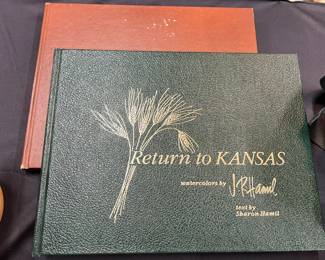 Return to KANSAS
watercolors by J.R.Hamil
text by
Sharon Hamil